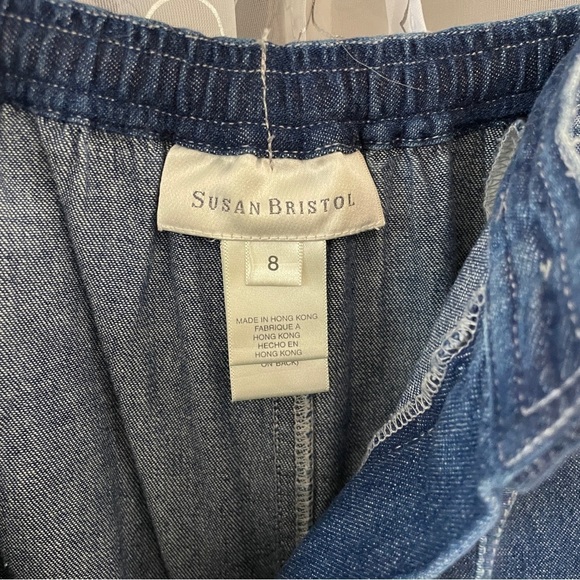 SUSAN BRISTOL
8
MADE IN HONG KONG
FABRIQUE A
HONG KONG
HECHO EN
HONG KONG
ON BACK)